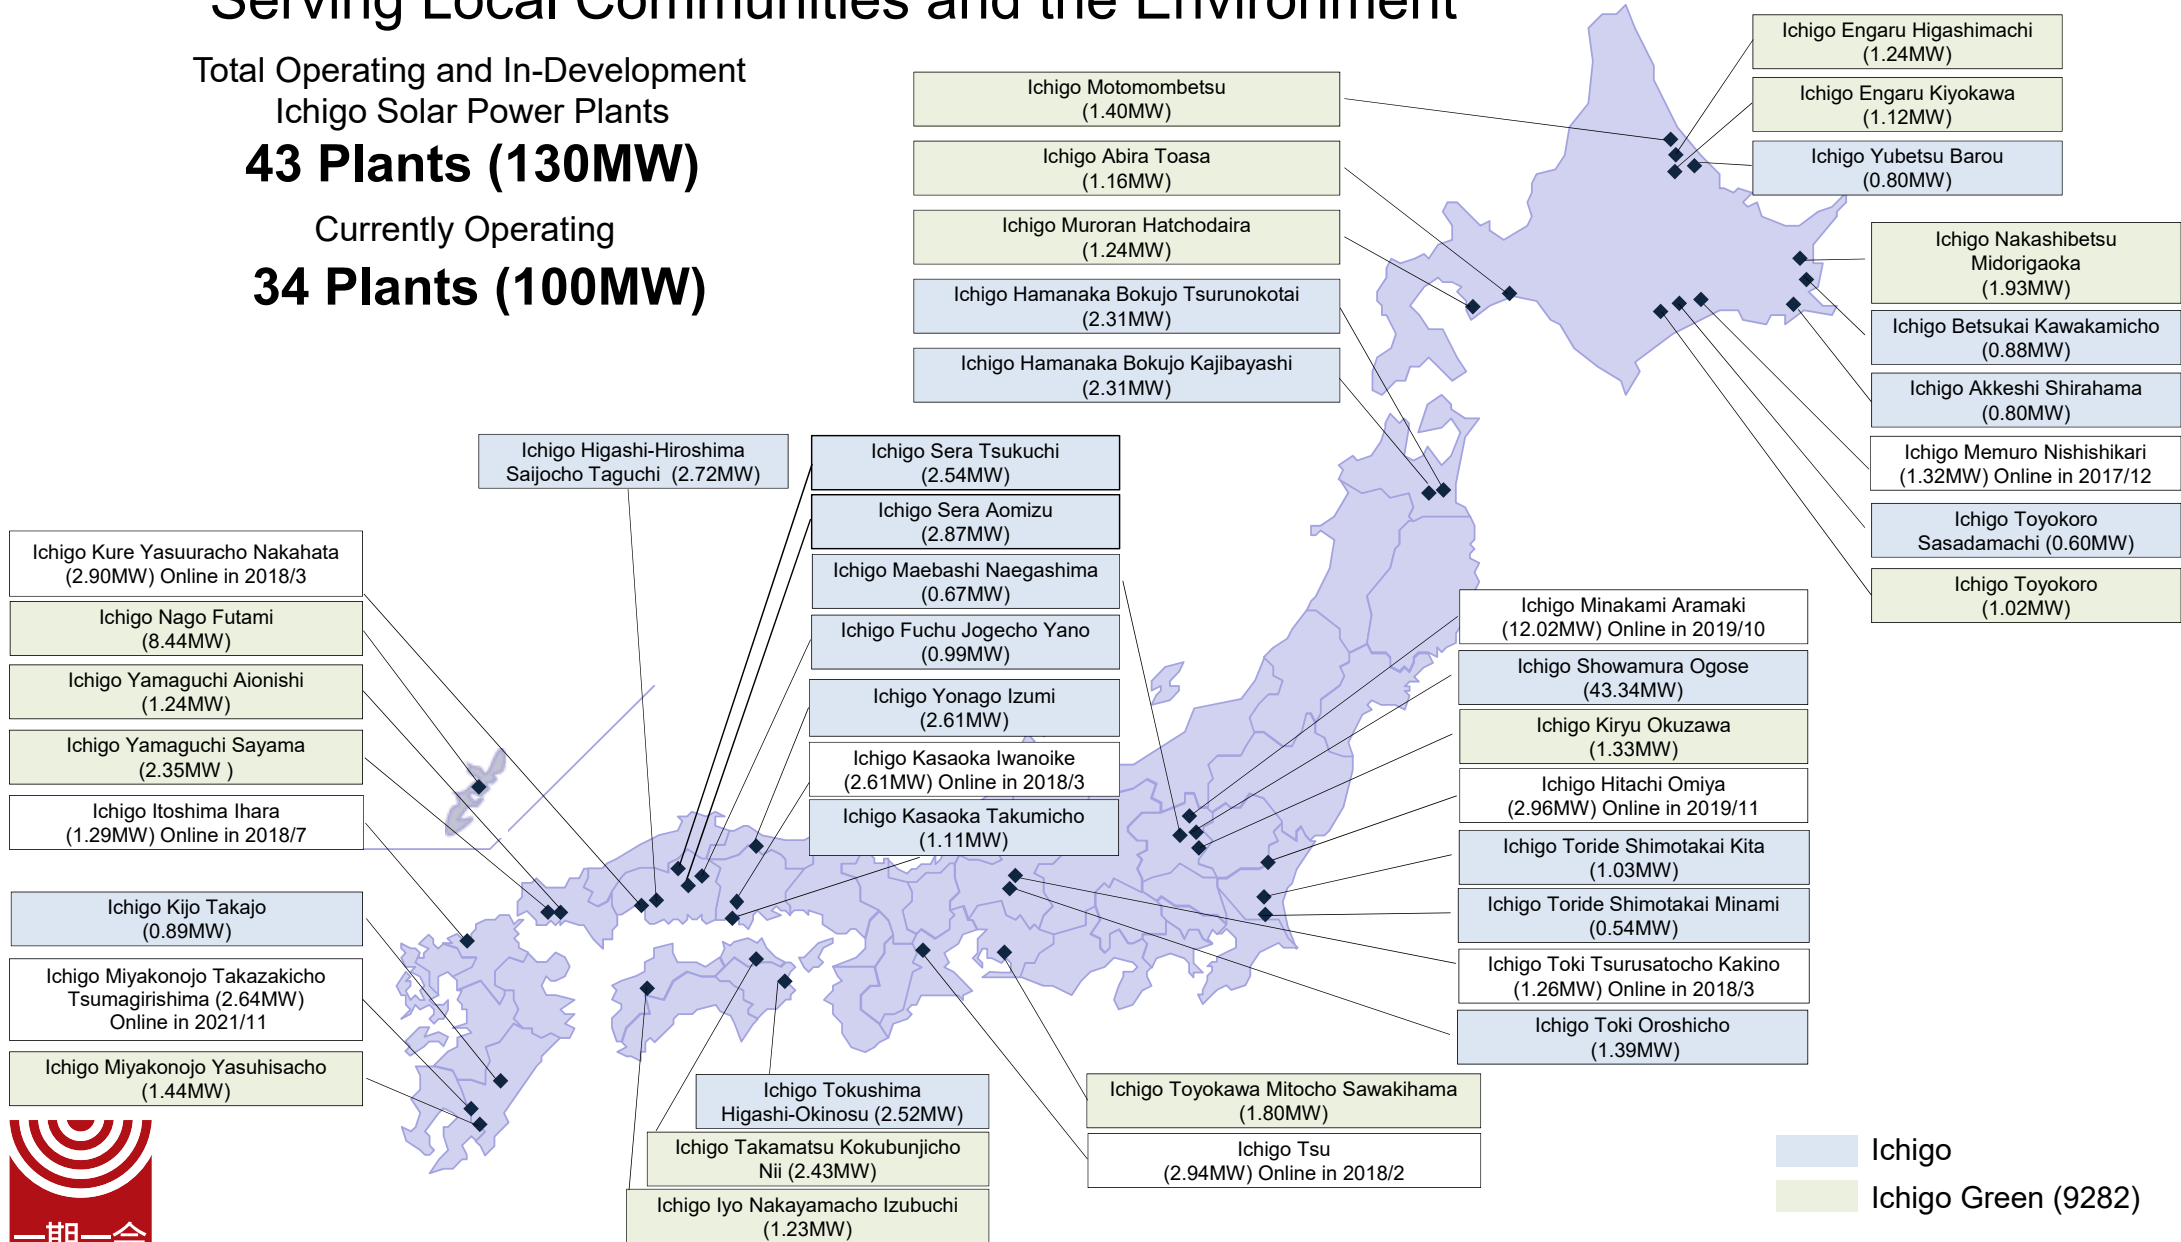 Serving Local Communities and the Environment
Total Operating and In-Development
Ichigo Solar Power Plants
43 Plants (130MW)
Currently Operating
34 Plants (100MW)
Ichigo Motomombetsu
(1.40MW)
Ichigo Abira Toasa
(1.16MW)
Ichigo Muroran Hatchodaira
(1.24MW)
Ichigo Hamanaka Bokujo Tsurunokotai
(2.31MW)
Ichigo Hamanaka Bokujo Kajibayashi
(2.31MW)
Ichigo Engaru Higashimachi
(1.24MW)
Ichigo Engaru Kiyokawa
(1.12MW)
Ichigo Yubetsu Barou
(0.80MW)
Ichigo Nakashibetsu
Midorigaoka
(1.93MW)
Ichigo Betsukai Kawakamicho
(0.88MW)
Ichigo Akkeshi Shirahama
(0.80MW)
Ichigo Memuro Nishishikari
(1.32MW) Online in 2017/12
Ichigo Toyokoro
Sasadamachi (0.60MW)
Ichigo Toyokoro
(1.02MW)
Ichigo Higashi-Hiroshima
Saijocho Taguchi (2.72MW)
Ichigo Sera Tsukuchi
(2.54MW)
Ichigo Sera Aomizu
(2.87MW)
Ichigo Maebashi Naegashima
(0.67MW)
Ichigo Fuchu Jogecho Yano
(0.99MW)
Ichigo Yonago Izumi
(2.61MW)
Ichigo Kasaoka Iwanoike
(2.61MW) Online in 2018/3
Ichigo Kasaoka Takumicho
(1.11MW)
Ichigo Kure Yasuuracho Nakahata
(2.90MW) Online in 2018/3
Ichigo Nago Futami
(8.44MW)
Ichigo Yamaguchi Aionishi
(1.24MW)
Ichigo Yamaguchi Sayama
(2.35MW )
Ichigo Itoshima Ihara
(1.29MW) Online in 2018/7
Ichigo Kijo Takajo
(0.89MW)
Ichigo Miyakonojo Takazakicho
Tsumagirishima (2.64MW)
Online in 2021/11
Ichigo Miyakonojo Yasuhisacho
(1.44MW)
Ichigo Minakami Aramaki
(12.02MW) Online in 2019/10
Ichigo Showamura Ogose
(43.34MW)
Ichigo Kiryu Okuzawa
(1.33MW)
Ichigo Hitachi Omiya
(2.96MW) Online in 2019/11
Ichigo Toride Shimotakai Kita
(1.03MW)
Ichigo Toride Shimotakai Minami
(0.54MW)
Ichigo Toki Tsurusatocho Kakino
(1.26MW) Online in 2018/3
Ichigo Toki Oroshicho
(1.39MW)
Ichigo Tokushima
Higashi-Okinosu (2.52MW)
Ichigo Takamatsu Kokubunjicho
Nii (2.43MW)
Ichigo Iyo Nakayamacho Izubuchi
(1.23MW)
Ichigo Toyokawa Mitocho Sawakihama
(1.80MW)
Ichigo Tsu
(2.94MW) Online in 2018/2
Ichigo
Ichigo Green (9282)
一期一会